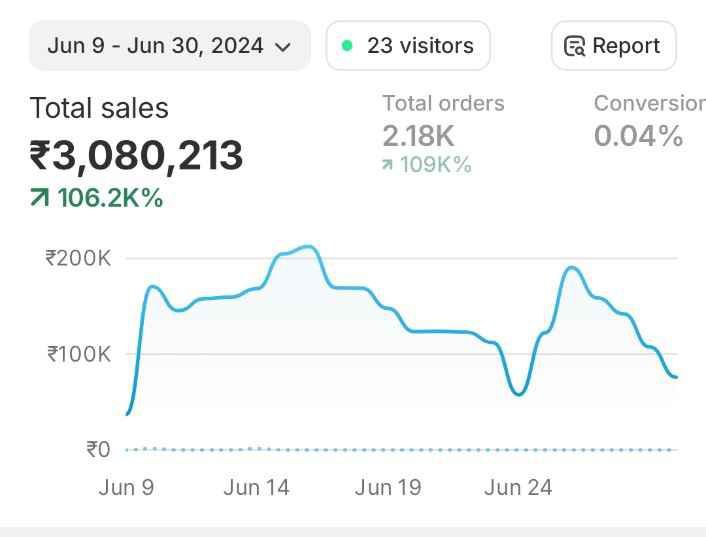 Jun 9 - Jun 30, 2024
23 visitors
Report
Total sales
₹3,080,213
106.2K%
Total orders
2.18K
109K%
Conversion
0.04%
₹200K
₹100K
₹0
Jun 9
Jun 14
Jun 19
Jun 24